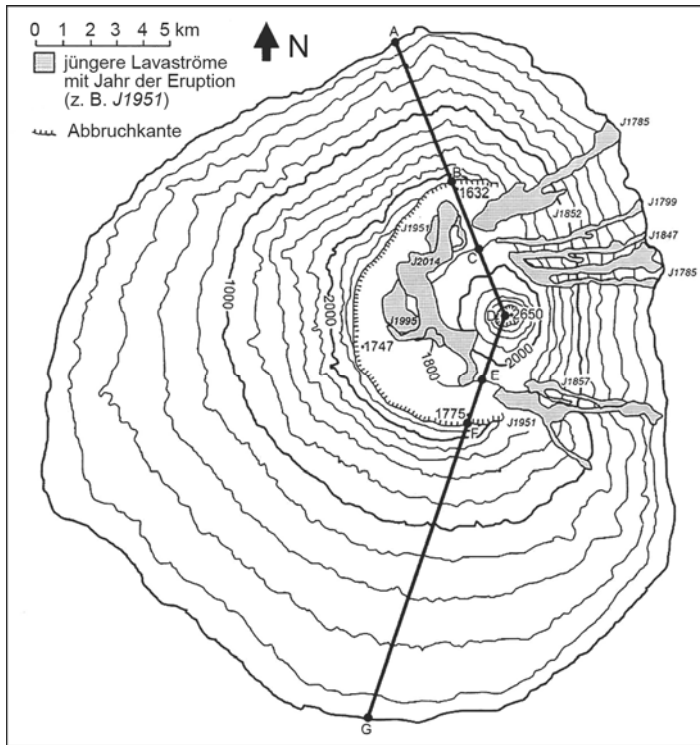 0 1 2 3 4 5 km
N
jüngere Lavaströme
mit Jahr der Eruption
(z. B. J1951)
Abbruchkante
A
J1785
B
1632
J1852
J1799
J1951
J1847
C
J2014
J1785
1000
2000
D
2650
J1995
1747
1800
2000
E
J1857
1775
J1951
F
G